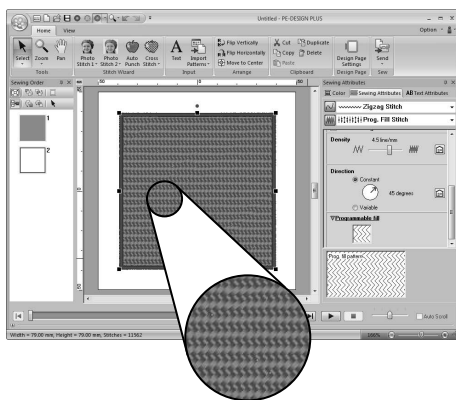 Untitled - PE-DESIGN PLUS
Home View Option
Select Zoom Pan Photo Stitch 1 Photo Stitch 2 Auto Punch Cross Stitch Text Import Patterns Flip Vertically Flip Horizontally Move to Center Cut Copy Paste Duplicate Delete Design Page Settings Send
Tools Stitch Wizard Input Arrange Clipboard Design Page Sew
Sewing Order
Sewing Attributes
Color Sewing Attributes AB Text Attributes
Zigzag Stitch
Prog. Fill Stitch
1
2
Density 4.5 line/mm
Direction
Constant
45 degrees
Variable
Programmable fill
Prog. fill pattern
Auto Scroll
Width = 79.00 mm, Height = 79.00 mm, Stitches = 11562
166%